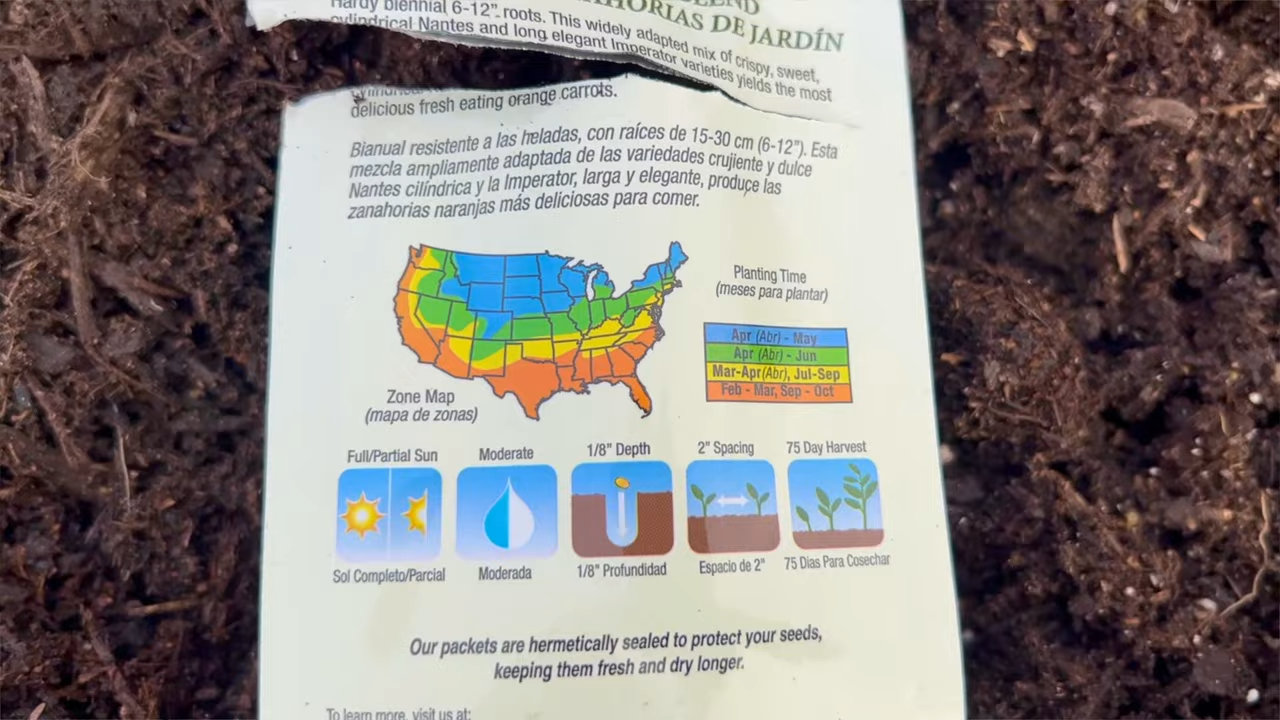 BLEND
ZANAHORIAS DE JARDÍN
Hardy biennial 6-12" roots. This widely adapted mix of crispy, sweet,
cylindrical Nantes and long elegant Imperator varieties yields the most
delicious fresh eating orange carrots.
Bianual resistente a las heladas, con raíces de 15-30 cm (6-12"). Esta
mezcla ampliamente adaptada de las variedades crujiente y dulce
Nantes cilíndrica y la Imperator, larga y elegante, produce las
zanahorias naranjas más deliciosas para comer.
Planting Time
(meses para plantar)
Apr (Abr) - May
Apr (Abr) - Jun
Mar-Apr(Abr), Jul-Sep
Feb - Mar, Sep - Oct
Zone Map
(mapa de zonas)
Full/Partial Sun
Moderate
1/8" Depth
2" Spacing
75 Day Harvest
Sol Completo/Parcial
Moderada
1/8" Profundidad
Espacio de 2"
75 Dias Para Cosechar
Our packets are hermetically sealed to protect your seeds,
keeping them fresh and dry longer.
To learn more, visit us at: